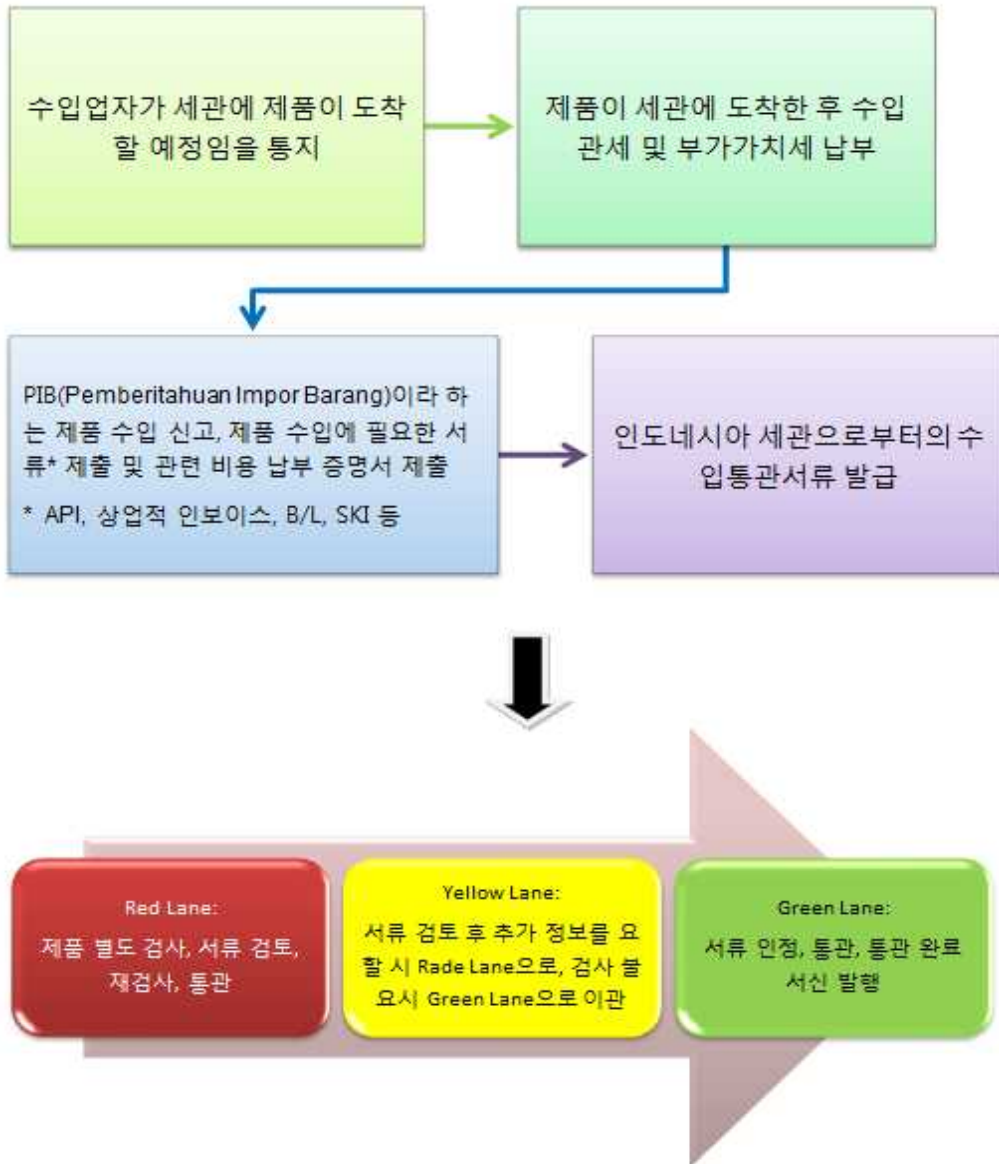 수입업자가 세관에 제품이 도착
할 예정임을 통지
제품이 세관에 도착한 후 수입
관세 및 부가가치세 납부
PIB(Pemberitahuan Impor Barang)이라 하
는 제품 수입 신고, 제품 수입에 필요한 서
류* 제출 및 관련 비용 납부 증명서 제출
* API, 상업적 인보이스, B/L, SKI 등
인도네시아 세관으로부터의 수
입통관서류 발급
Red Lane:
제품 별도 검사, 서류 검토,
재검사, 통관
Yellow Lane:
서류 검토 후 추가 정보를 요
할 시 Rade Lane으로, 검사 불
요시 Green Lane으로 이관
Green Lane:
서류 인정, 통관, 통관 완료
서신 발행